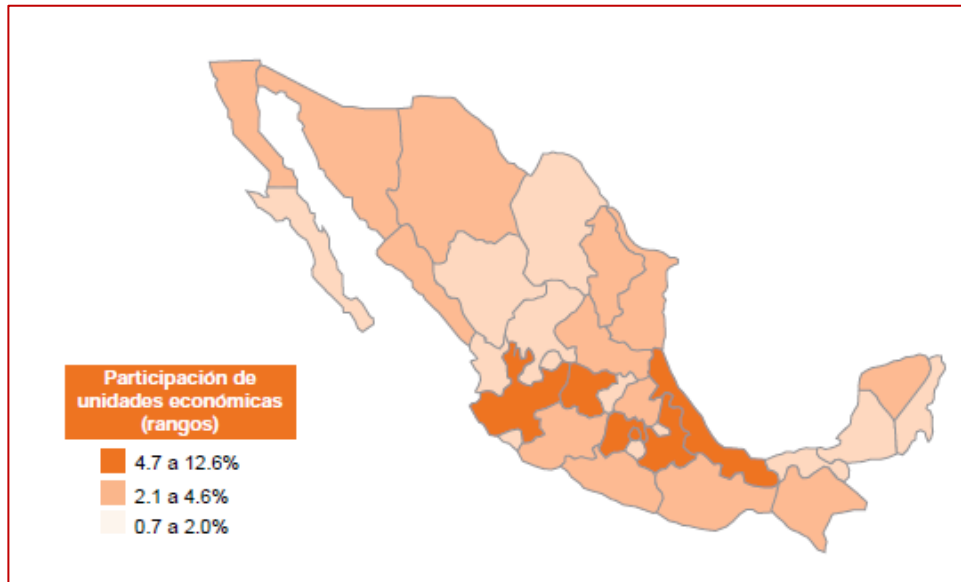 Participación de
unidades económicas
(rangos)
4.7 a 12.6%
2.1 a 4.6%
0.7 a 2.0%